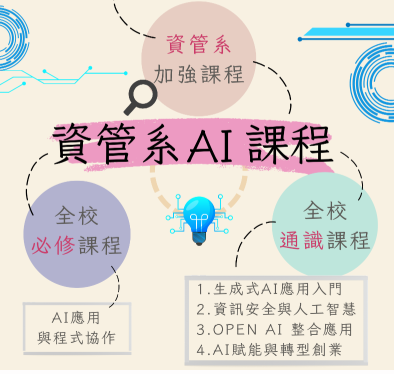 資管系
加強課程
資管系AI 課程
全校
必修課程
全校
通識課程
AI應用
與程式協作
1.生成式AI應用入門
2.資訊安全與人工智慧
3.OPEN AI 整合應用
4.AI賦能與轉型創業